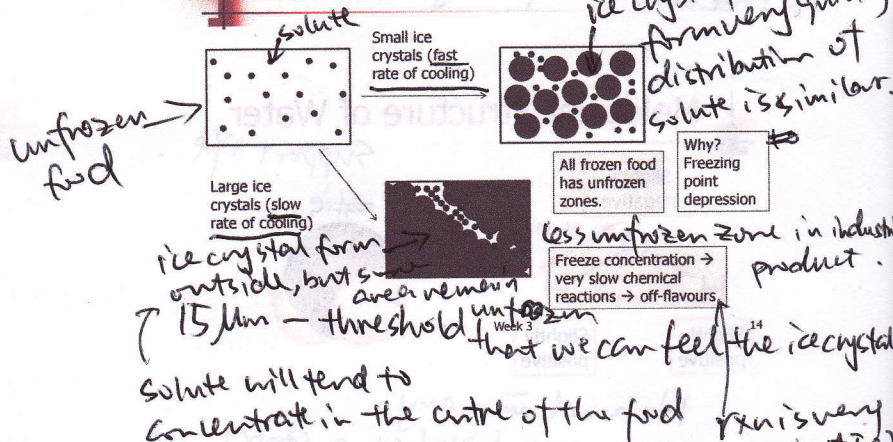 solute
ice crystal
Small ice
crystals (fast
rate of cooling)
form very
distribution of
solute is similar.
unfrozen
food
All frozen food
has unfrozen
zones.
Why?
Freezing
point
depression
Large ice
crystals (slow
rate of cooling)
less unfrozen zone in
product.
ice crystal form
outside, but some
area remain
unfrozen
Freeze concentration →
very slow chemical
reactions → off-flavours
15 μm – threshold
that we can feel the ice crystal
Week 3
14
solute will tend to
concentrate in the centre of the food
rxn is very